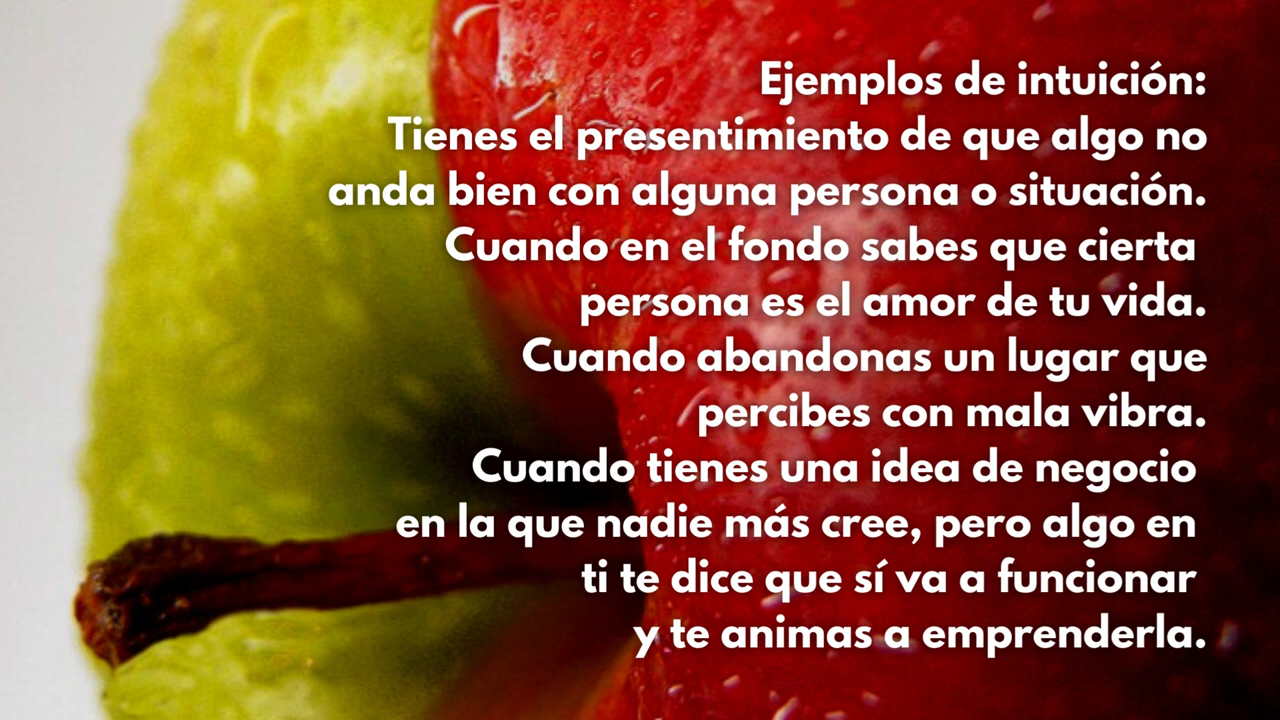 Ejemplos de intuición:
Tienes el presentimiento de que algo no
anda bien con alguna persona o situación.
Cuando en el fondo sabes que cierta
persona es el amor de tu vida.
Cuando abandonas un lugar que
percibes con mala vibra.
Cuando tienes una idea de negocio
en la que nadie más cree, pero algo en
ti te dice que sí va a funcionar
y te animas a emprenderla.